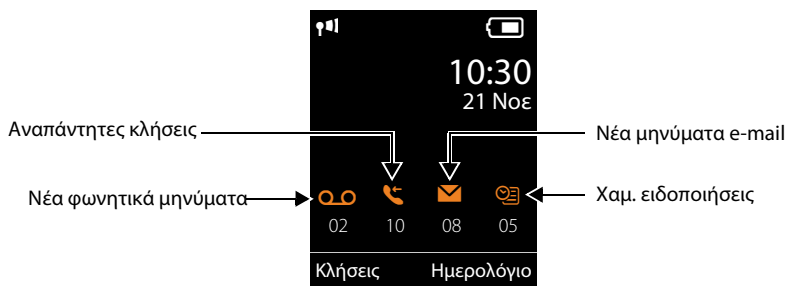 10:30
21 Νοε
Αναπάντητες κλήσεις
Νέα μηνύματα e-mail
Νέα φωνητικά μηνύματα
Χαμ. ειδοποιήσεις
02 10 08 05
Κλήσεις Ημερολόγιο